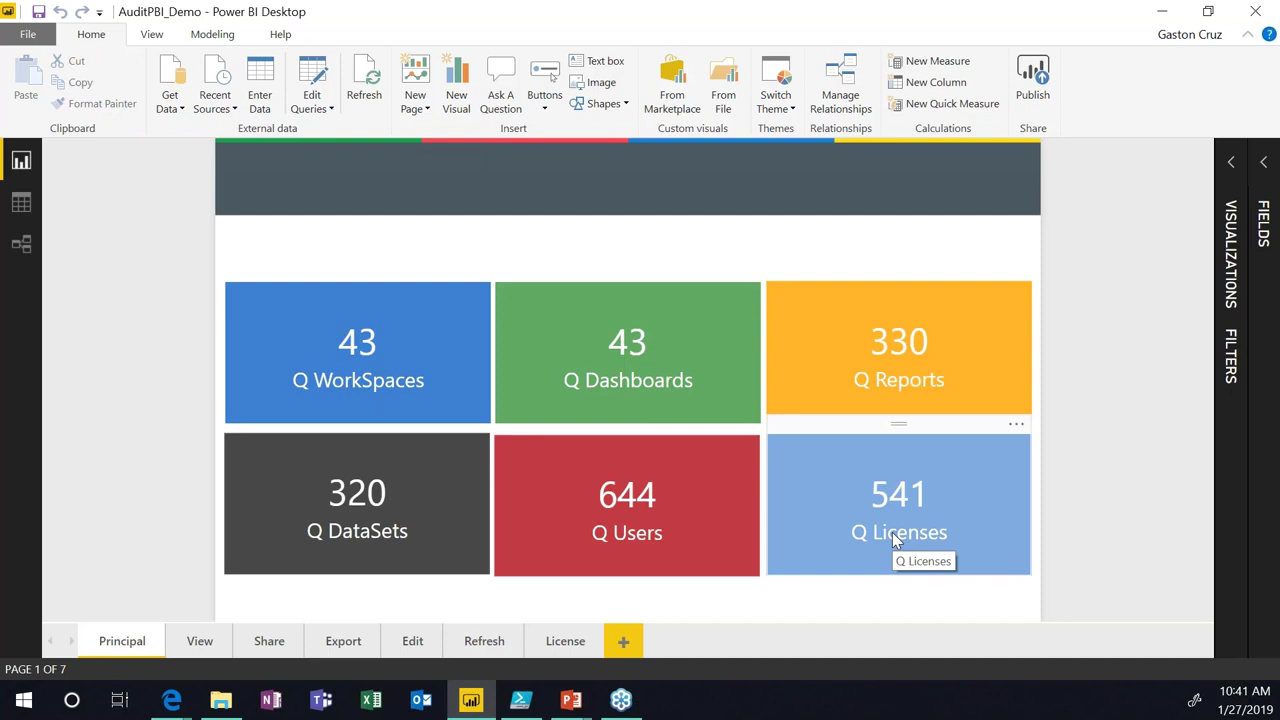 AuditPBI_Demo - Power BI Desktop
File
Home
View
Modeling
Help
Gaston Cruz
Paste
Cut
Copy
Format Painter
Clipboard
Get
Data
Recent
Sources
Enter
Data
External data
Edit
Queries
Refresh
New
Page
New
Visual
Ask A
Question
Buttons
Text box
Image
Shapes
Insert
From
Marketplace
From
File
Custom visuals
Switch
Theme
Themes
Manage
Relationships
Relationships
New Measure
New Column
New Quick Measure
Calculations
Publish
Share
VISUALIZATIONS
FILTERS
FIELDS
43
Q WorkSpaces
43
Q Dashboards
330
Q Reports
320
Q DataSets
644
Q Users
541
Q Licenses
Q Licenses
Principal
View
Share
Export
Edit
Refresh
License
PAGE 1 OF 7
10:41 AM
1/27/2019